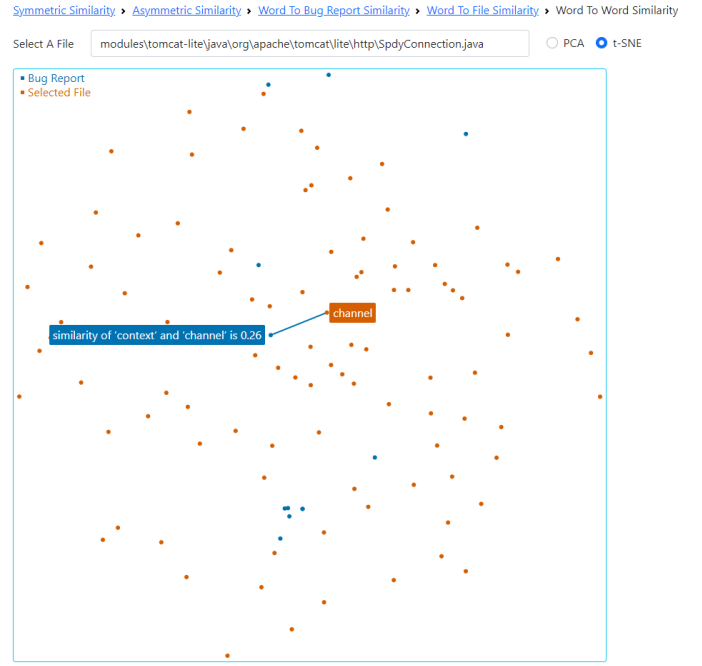 Symmetric Similarity › Asymmetric Similarity › Word To Bug Report Similarity › Word To File Similarity › Word To Word Similarity
Select A File modules\tomcat-lite\java\org\apache\tomcat\lite\http\SpdyConnection.java PCA t-SNE
Bug Report
Selected File
channel
similarity of 'context' and 'channel' is 0.26